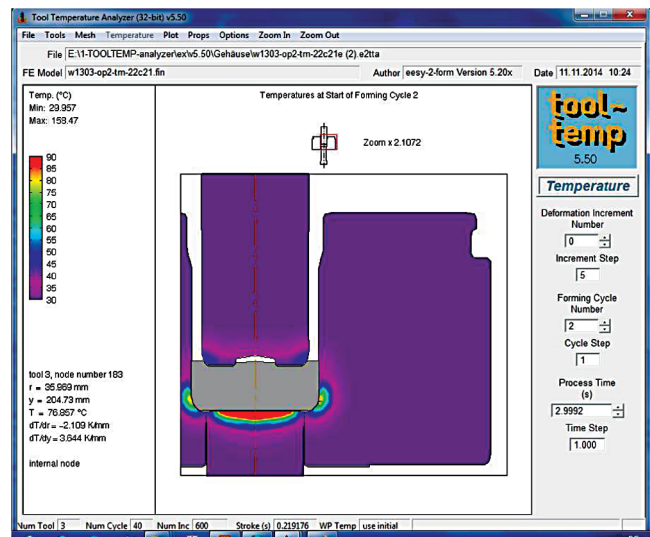 Tool Temperature Analyzer (32-bit) v5.50
File Tools Mesh Temperature Plot Props Options Zoom In Zoom Out
File E:\1-TOOLTEMP-analyzer\ex\v5.50\Gehäuse\w1303-op2-tm-22c21e (2).e2tta
FE Model w1303-op2-tm-22c21.fin Author eesy-2-form Version 5.20x Date 11.11.2014 10:24
Temp. (°C)
Min: 29.957
Max: 158.47
Temperatures at Start of Forming Cycle 2
Zoom x 2.1072
90
85
80
75
70
65
60
55
50
45
40
35
30
tool 3, node number 183
r = 35.969 mm
y = 204.73 mm
T = 76.957 °C
dT/dr = -2.109 K/mm
dT/dy = 3.644 K/mm
internal node
tool~
temp
5.50
Temperature
Deformation Increment
Number
0
Increment Step
5
Forming Cycle
Number
2
Cycle Step
1
Process Time
(s)
2.9992
Time Step
1.000
Num Tool 3 Num Cycle 40 Num Inc 600 Stroke (s) 0.219176 WP Temp use initial